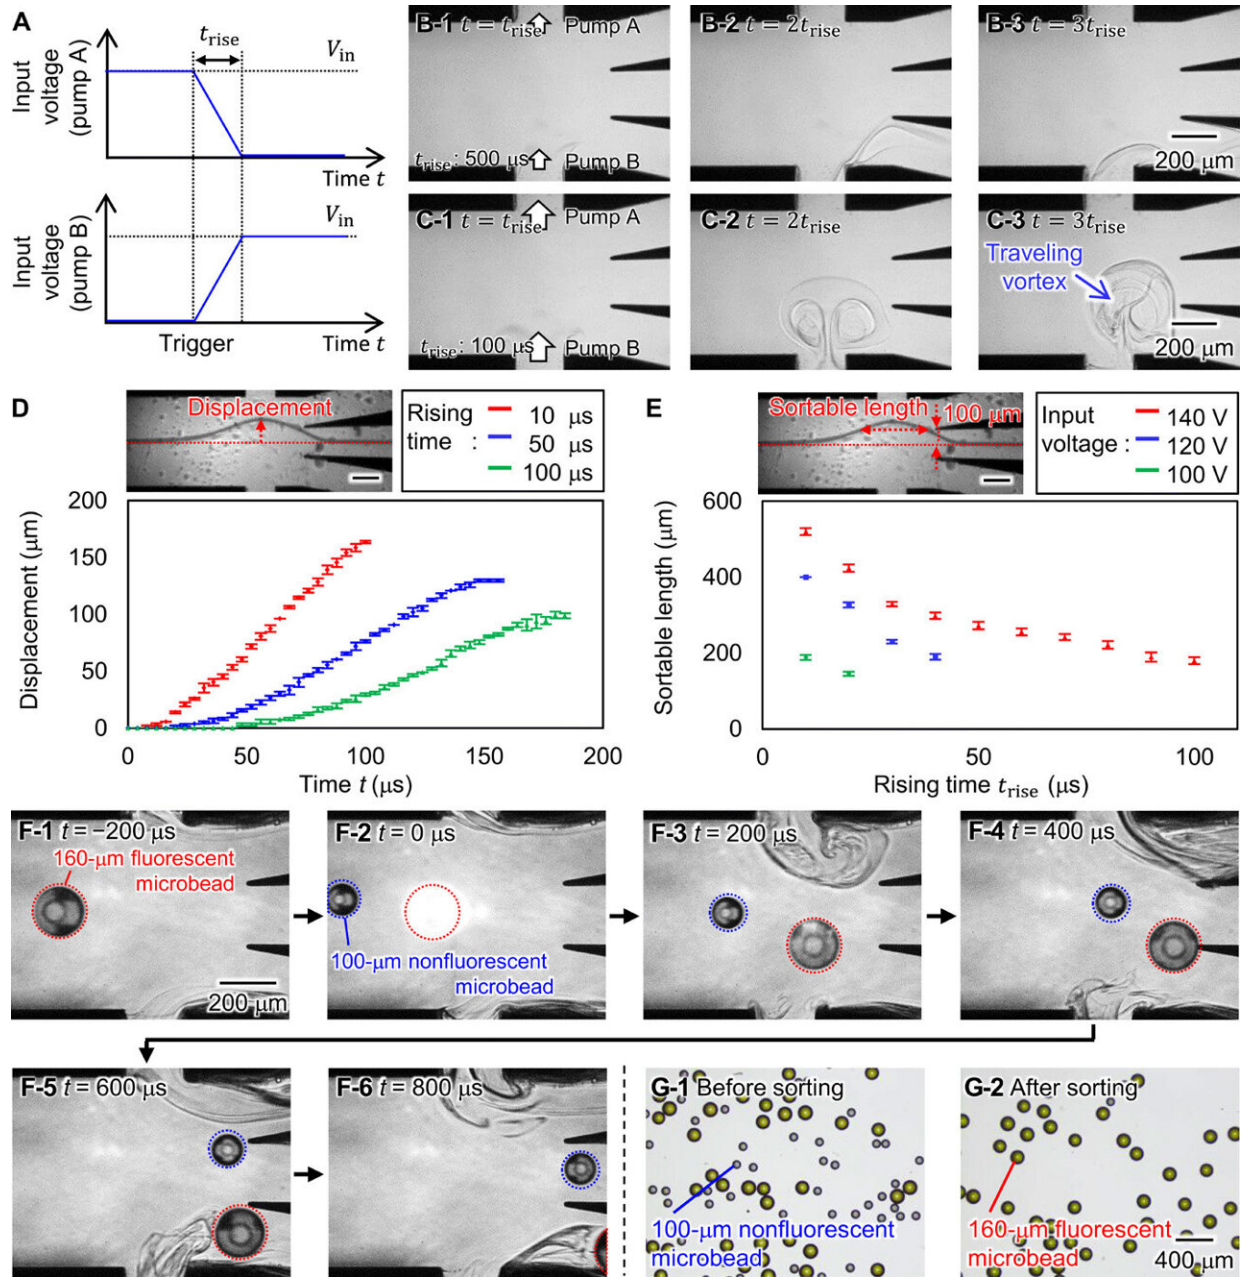 A
t_rise
V_in
Input
voltage
(pump A)
Time t
V_in
Input
voltage
(pump B)
Trigger
Time t
B-1 t = t_rise
Pump A
t_rise : 500 μs
Pump B
B-2 t = 2t_rise
B-3 t = 3t_rise
200 μm
C-1 t = t_rise
Pump A
t_rise : 100 μs
Pump B
C-2 t = 2t_rise
C-3 t = 3t_rise
Traveling
vortex
200 μm
D
Displacement
Rising
time :
10 μs
50 μs
100 μs
Displacement (μm)
200
150
100
50
0
0
50
100
150
200
Time t (μs)
E
Sortable length
100 μm
Input
voltage :
140 V
120 V
100 V
Sortable length (μm)
600
400
200
0
0
50
100
Rising time t_rise (μs)
F-1 t = −200 μs
160-μm fluorescent
microbead
200 μm
F-2 t = 0 μs
100-μm nonfluorescent
microbead
F-3 t = 200 μs
F-4 t = 400 μs
F-5 t = 600 μs
F-6 t = 800 μs
G-1 Before sorting
100-μm nonfluorescent
microbead
G-2 After sorting
160-μm fluorescent
microbead
400 μm